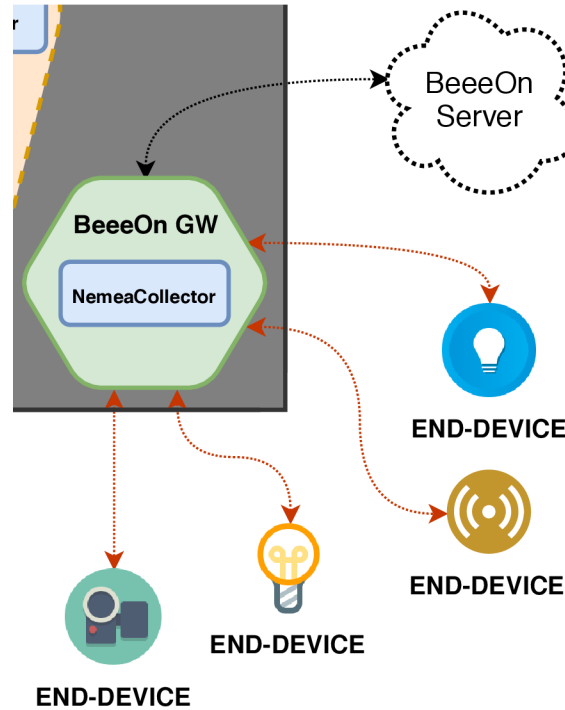 r
BeeeOn
Server
BeeeOn GW
NemeaCollector
END-DEVICE
END-DEVICE
END-DEVICE
END-DEVICE